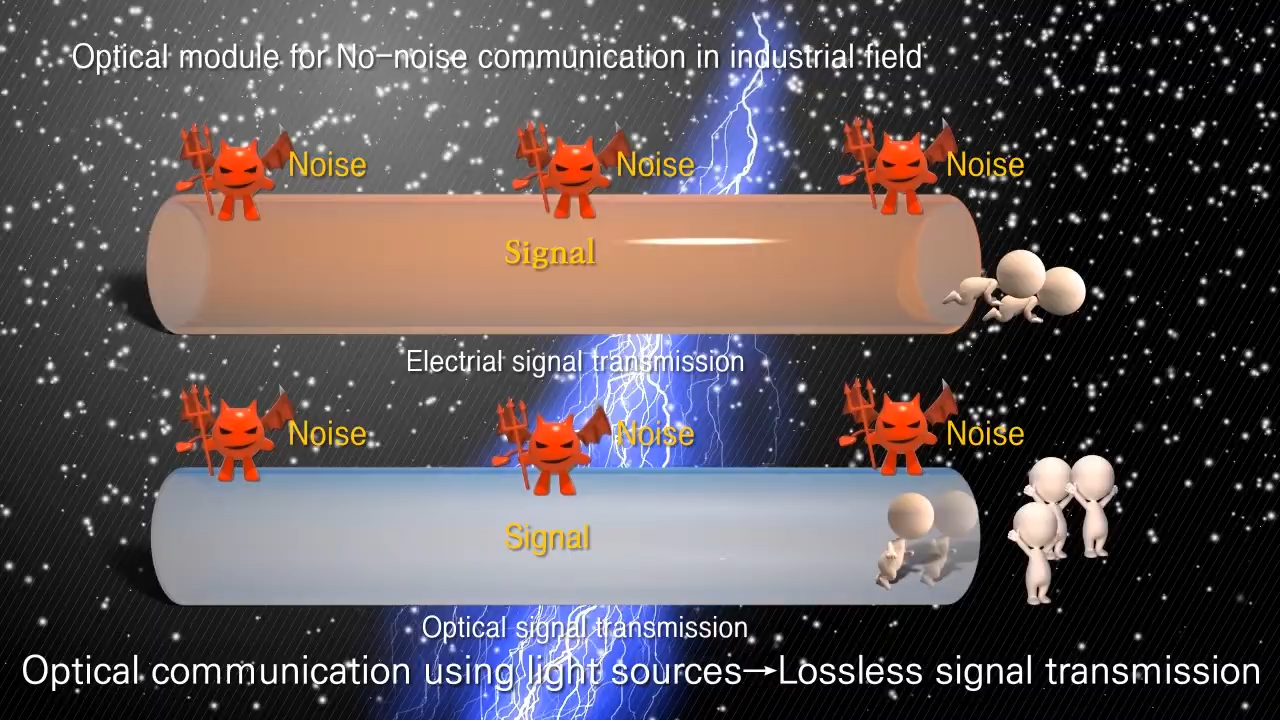 Optical module for No-noise communication in industrial field
Noise
Noise
Noise
Signal
Electrial signal transmission
Noise
Noise
Noise
Signal
Optical signal transmission
Optical communication using light sources→Lossless signal transmission